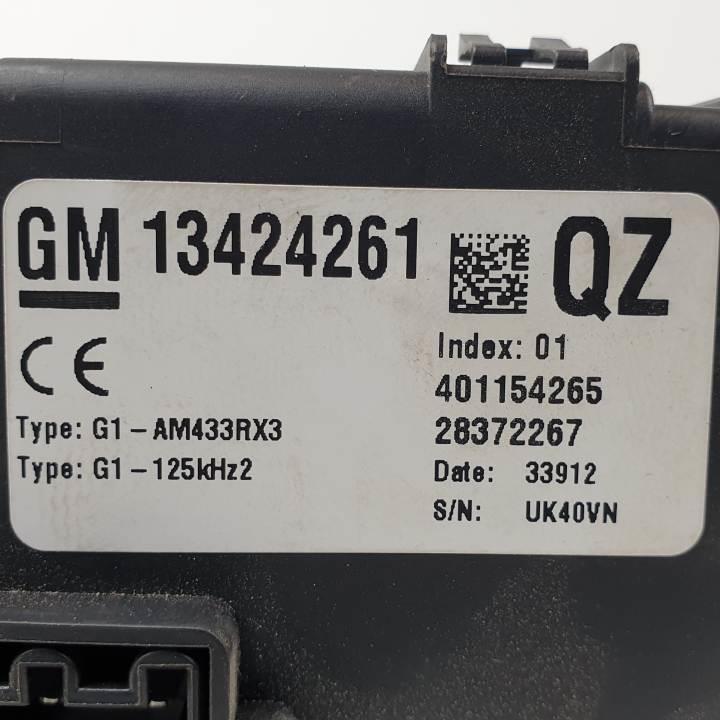 GM 13424261 QZ
CE
Index: 01
401154265
Type: G1-AM433RX3
28372267
Type: G1-125kHz2
Date: 33912
S/N: UK40VN